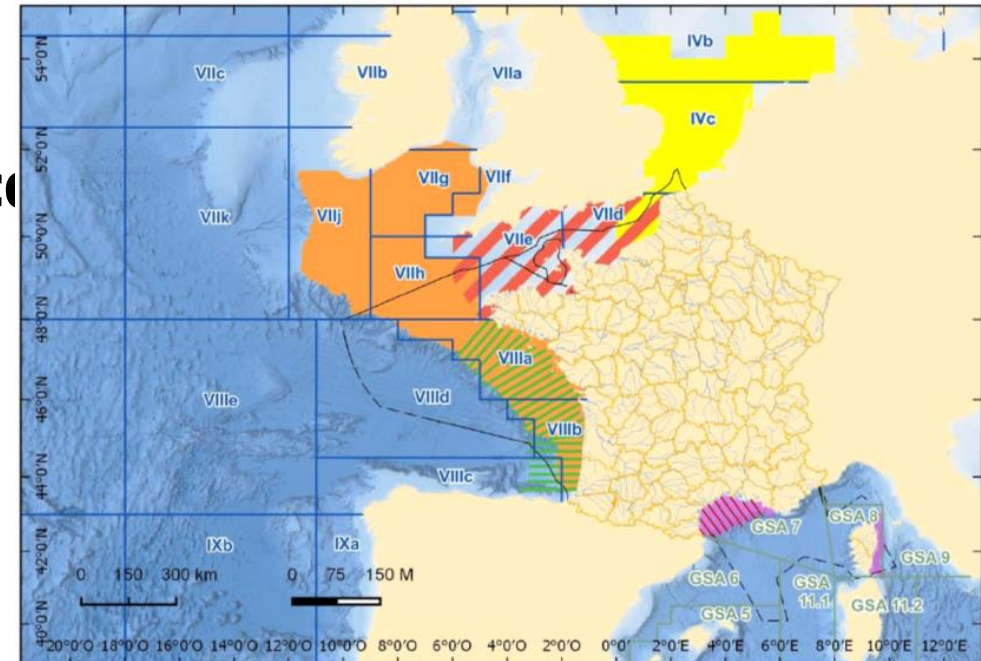 54°0'N
52°0'N
50°0'N
48°0'N
46°0'N
44°0'N
42°0'N
40°0'N
IVb
VIIc
VIIb
VIIa
IVc
VIIg
VIIf
VIIk
VIIj
VIId
VIIe
VIIh
VIIIa
VIIIe
VIIId
VIIIb
VIIIc
GSA 7
GSA 8
IXb
IXa
GSA 9
0 150 300 km
0 75 150 M
GSA 6
GSA
11.1
GSA 5
GSA 11.2
20°0'O 18°0'O 16°0'O 14°0'O 12°0'O 10°0'O 8°0'O 6°0'O 4°0'O 2°0'O 0°0' 2°0'E 4°0'E 6°0'E 8°0'E 10°0'E 12°0'E